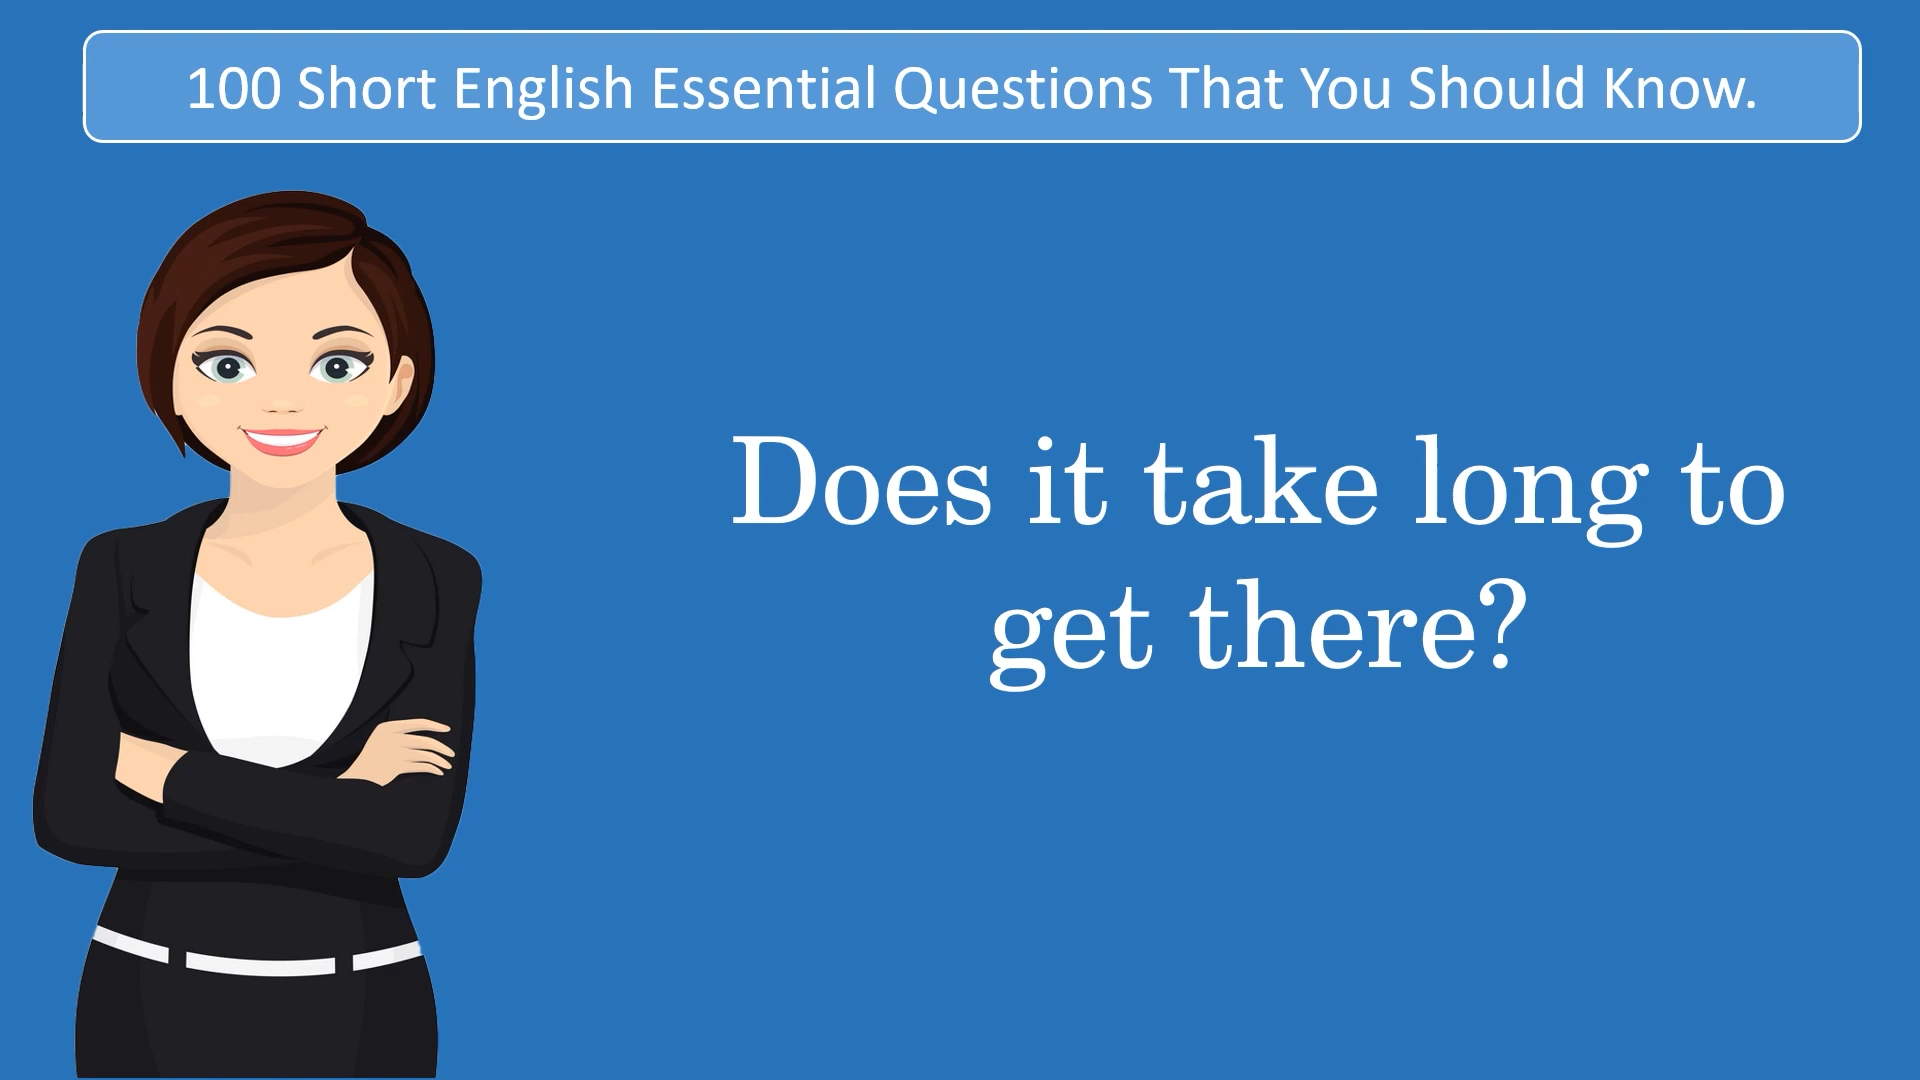 100 Short English Essential Questions That You Should Know.
Does it take long to
get there?